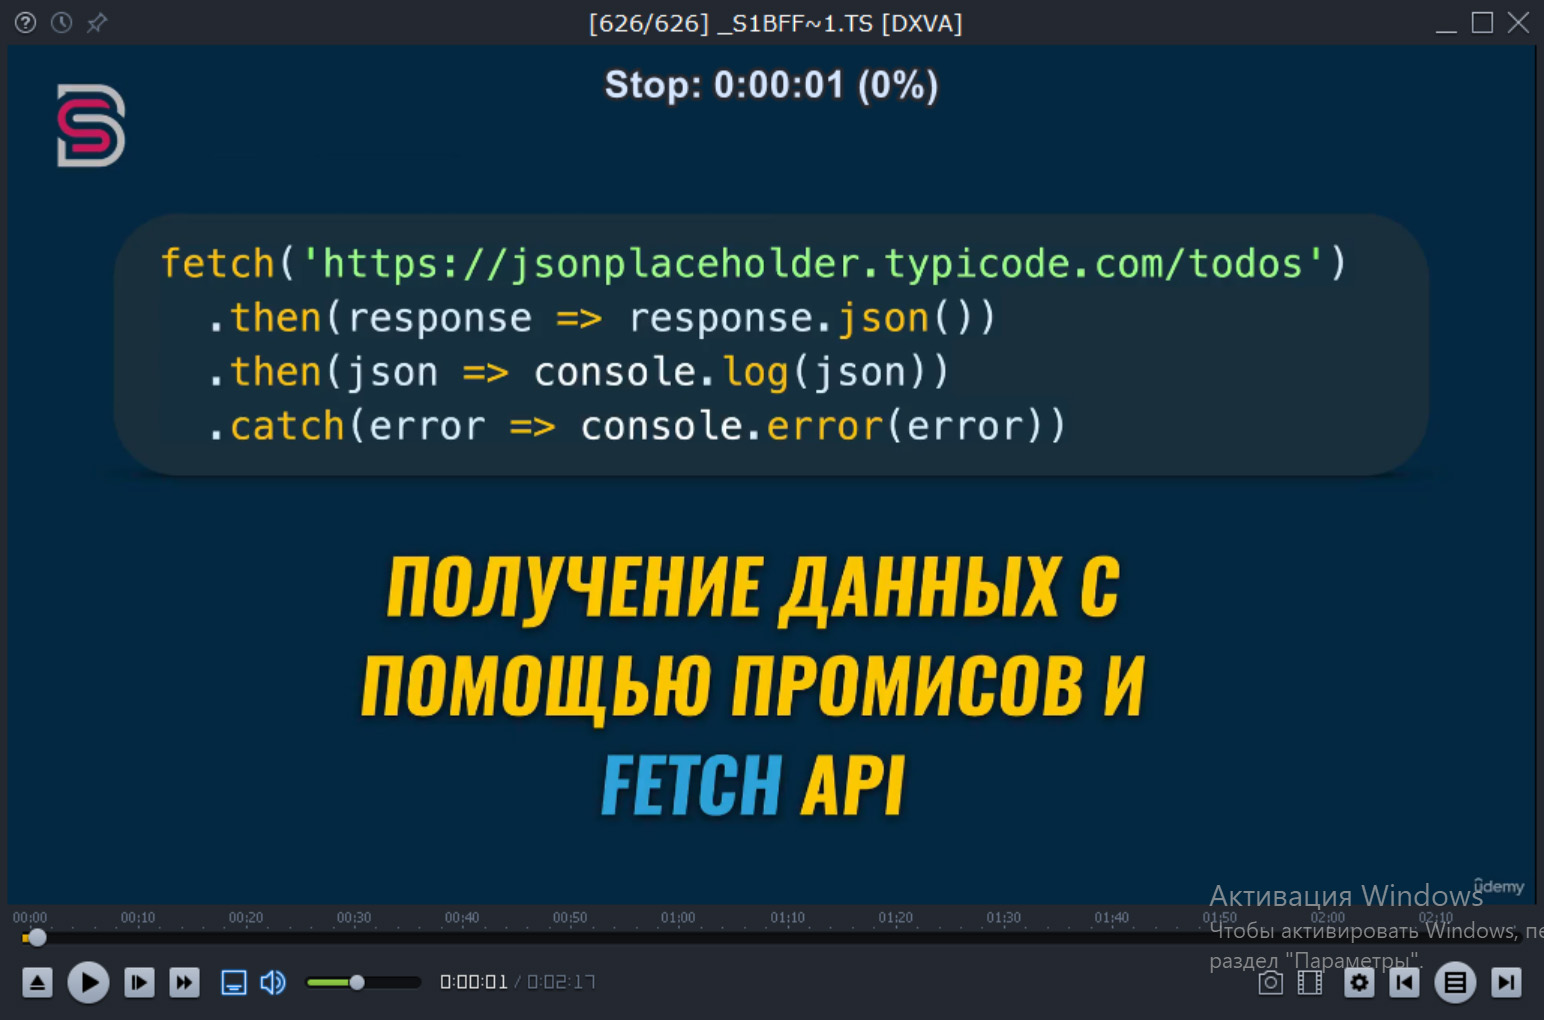 [626/626] _S1BFF~1.TS [DXVA]
Stop: 0:00:01 (0%)
fetch('https://jsonplaceholder.typicode.com/todos')
.then(response => response.json())
.then(json => console.log(json))
.catch(error => console.error(error))
ПОЛУЧЕНИЕ ДАННЫХ С
ПОМОЩЬЮ ПРОМИСОВ И
FETCH API
ûdemy
Активация Windows
00:00 00:10 00:20 00:30 00:40 00:50 01:00 01:10 01:20 01:30 01:40 01:50 02:00 02:10
Чтобы активировать Windows, пе
раздел "Параметры".
0:00:01 / 0:02:17